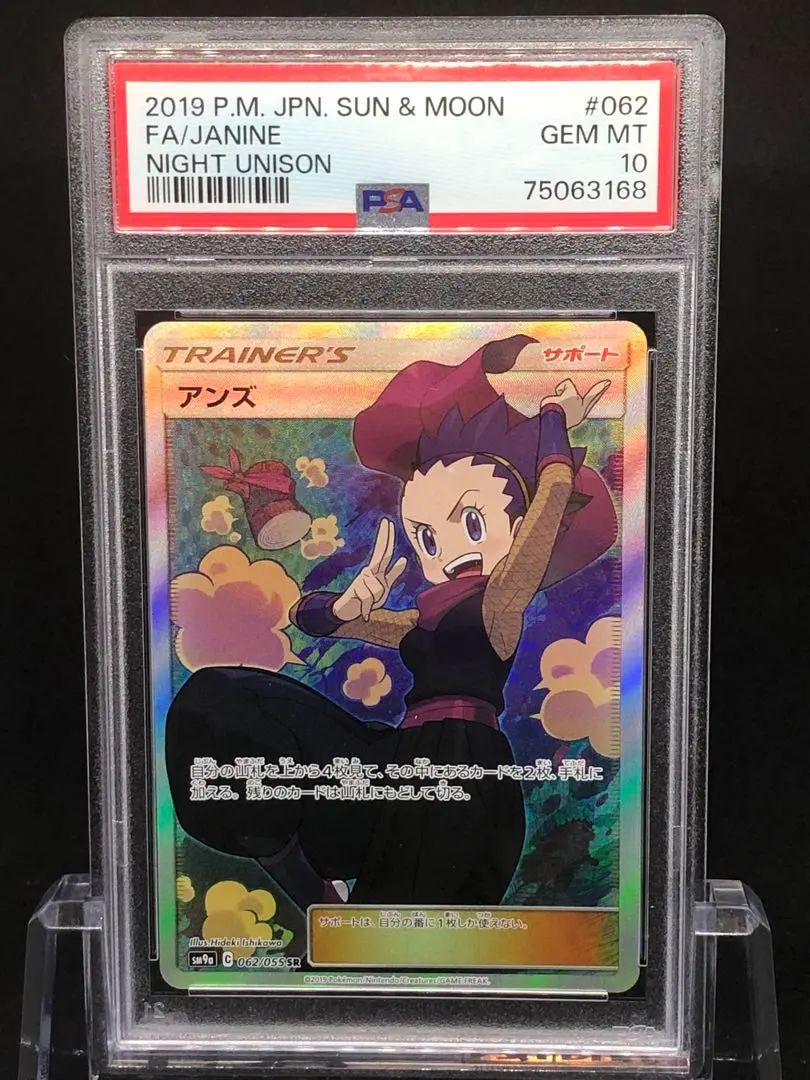 2019 P.M. JPN. SUN & MOON #062
FA/JANINE GEM MT
NIGHT UNISON 10
PSA 75063168
TRAINER'S サポート
アンズ
自分の山札を上から4枚見て、その中にあるカードを2枚、手札に
加える。残りのカードは山札にもどして切る。
サポートは、自分の番に1枚しか使えない。
Illus. Hideki Ishikawa
sm9a C 062/055 SR
©2019 Pokémon/Nintendo/Creatures/GAME FREAK.